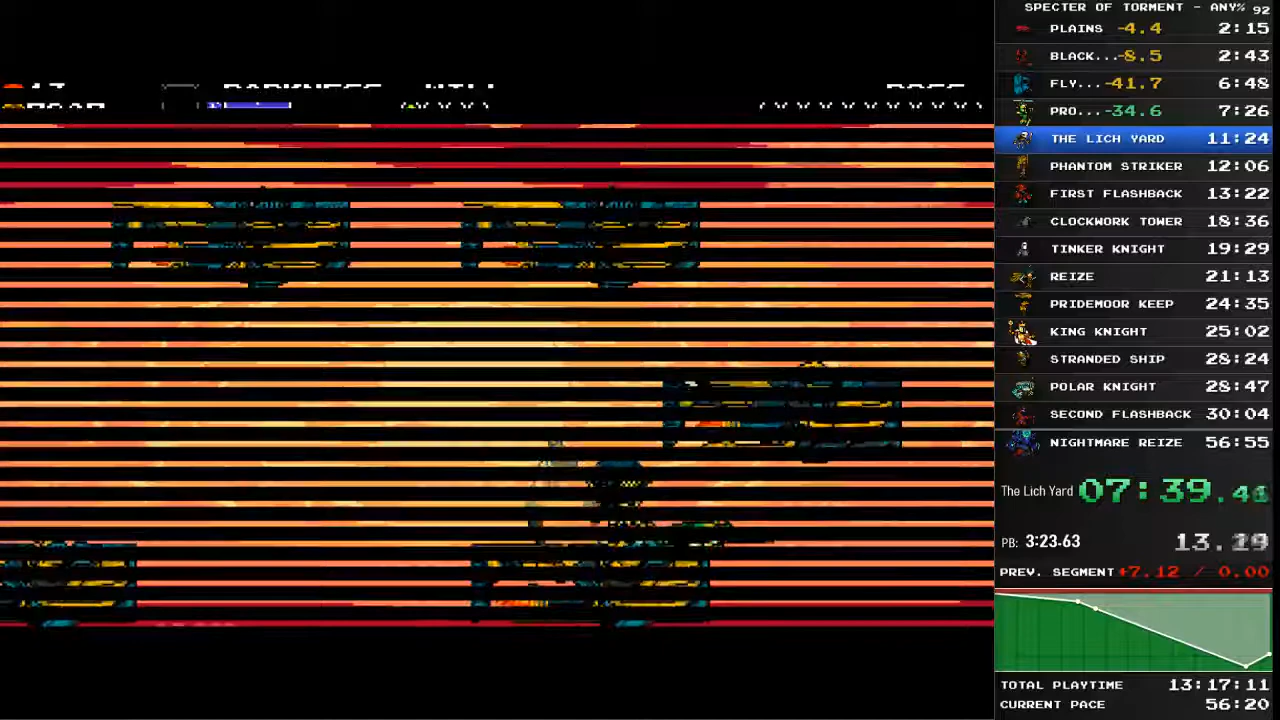 SPECTER OF TORMENT - ANY% 92
PLAINS -4.4 2:15
BLACK...-8.5 2:43
FLY...-41.7 6:48
PRO...-34.6 7:26
THE LICH YARD 11:24
PHANTOM STRIKER 12:06
FIRST FLASHBACK 13:22
CLOCKWORK TOWER 18:36
TINKER KNIGHT 19:29
REIZE 21:13
PRIDEMOOR KEEP 24:35
KING KNIGHT 25:02
STRANDED SHIP 28:24
POLAR KNIGHT 28:47
SECOND FLASHBACK 30:04
NIGHTMARE REIZE 56:55
The Lich Yard 07:39.46
PB: 3:23.63 13.29
PREV. SEGMENT +7.12 / 0.00
TOTAL PLAYTIME 13:17:11
CURRENT PACE 56:20